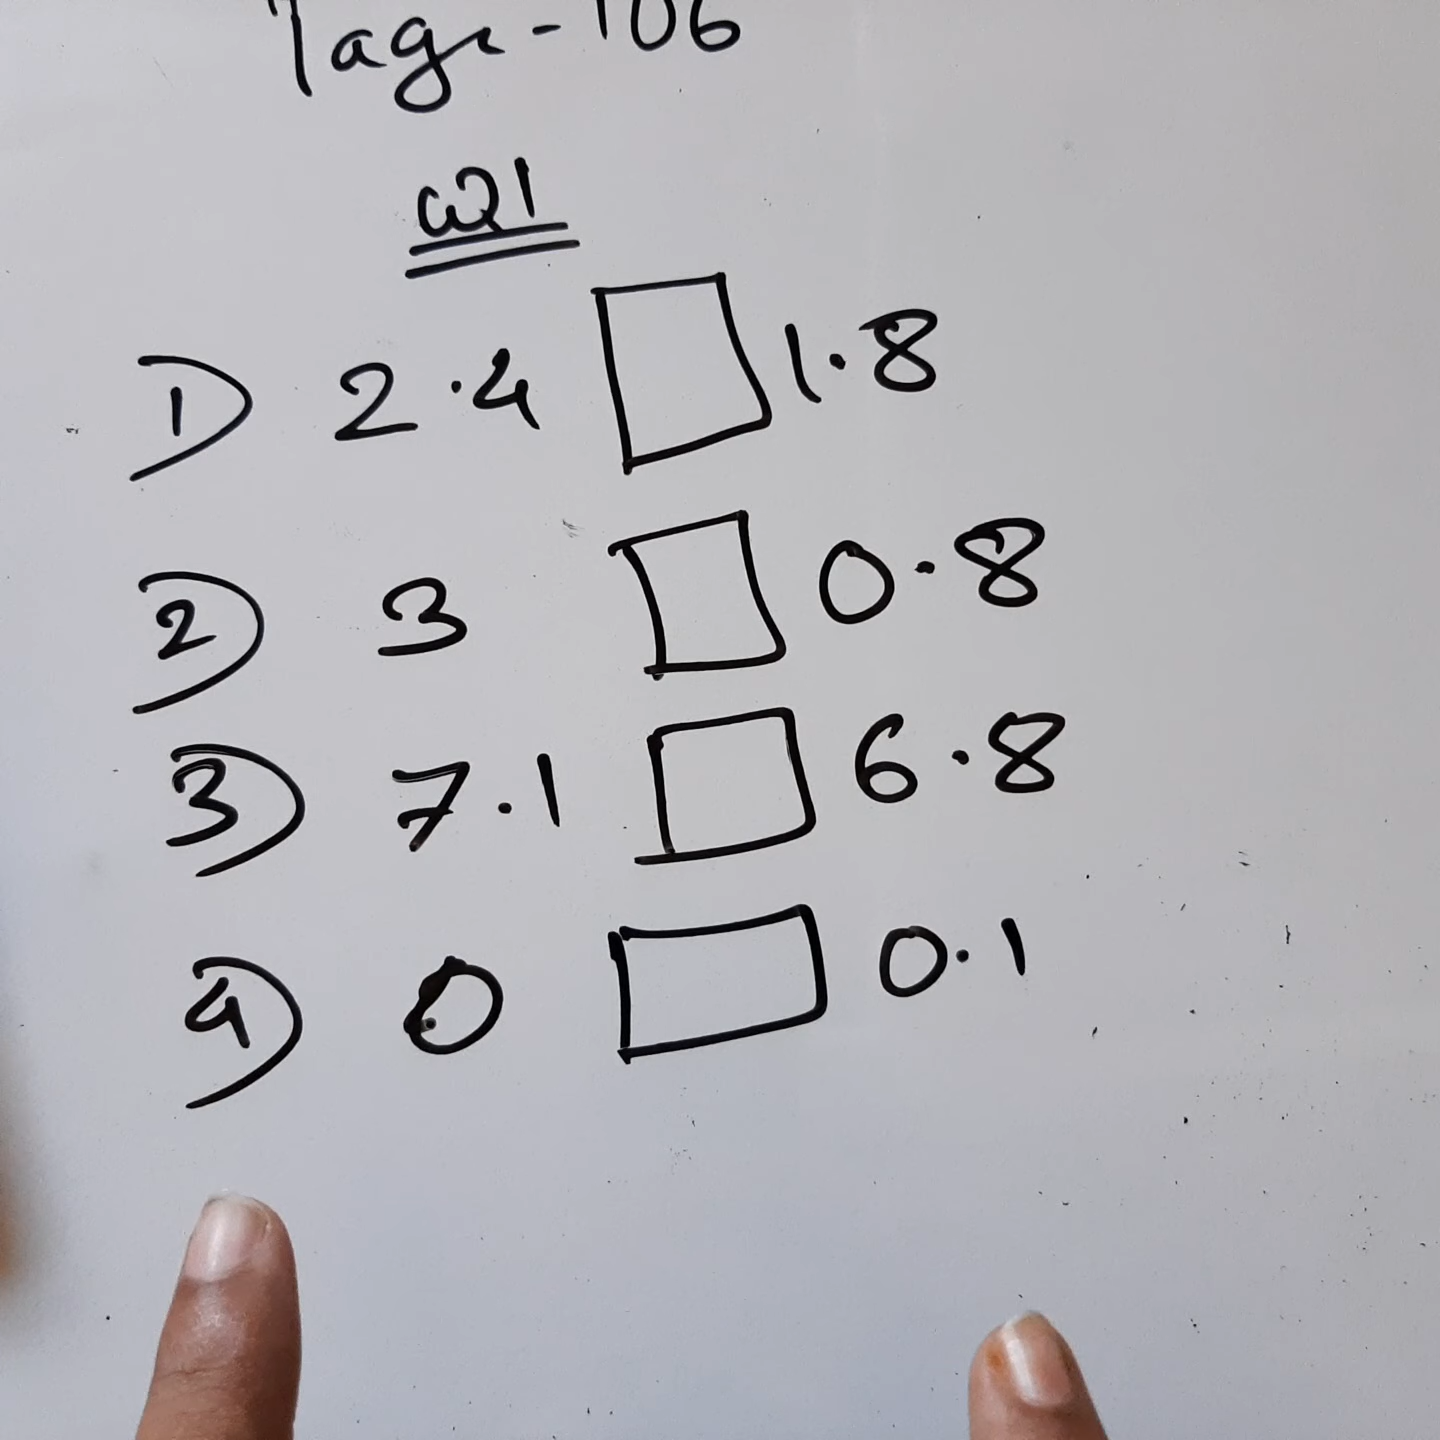 Page-106
Q1
1) 2.4 □ 1.8
2) 3 □ 0.8
3) 7.1 □ 6.8
4) 0 □ 0.1